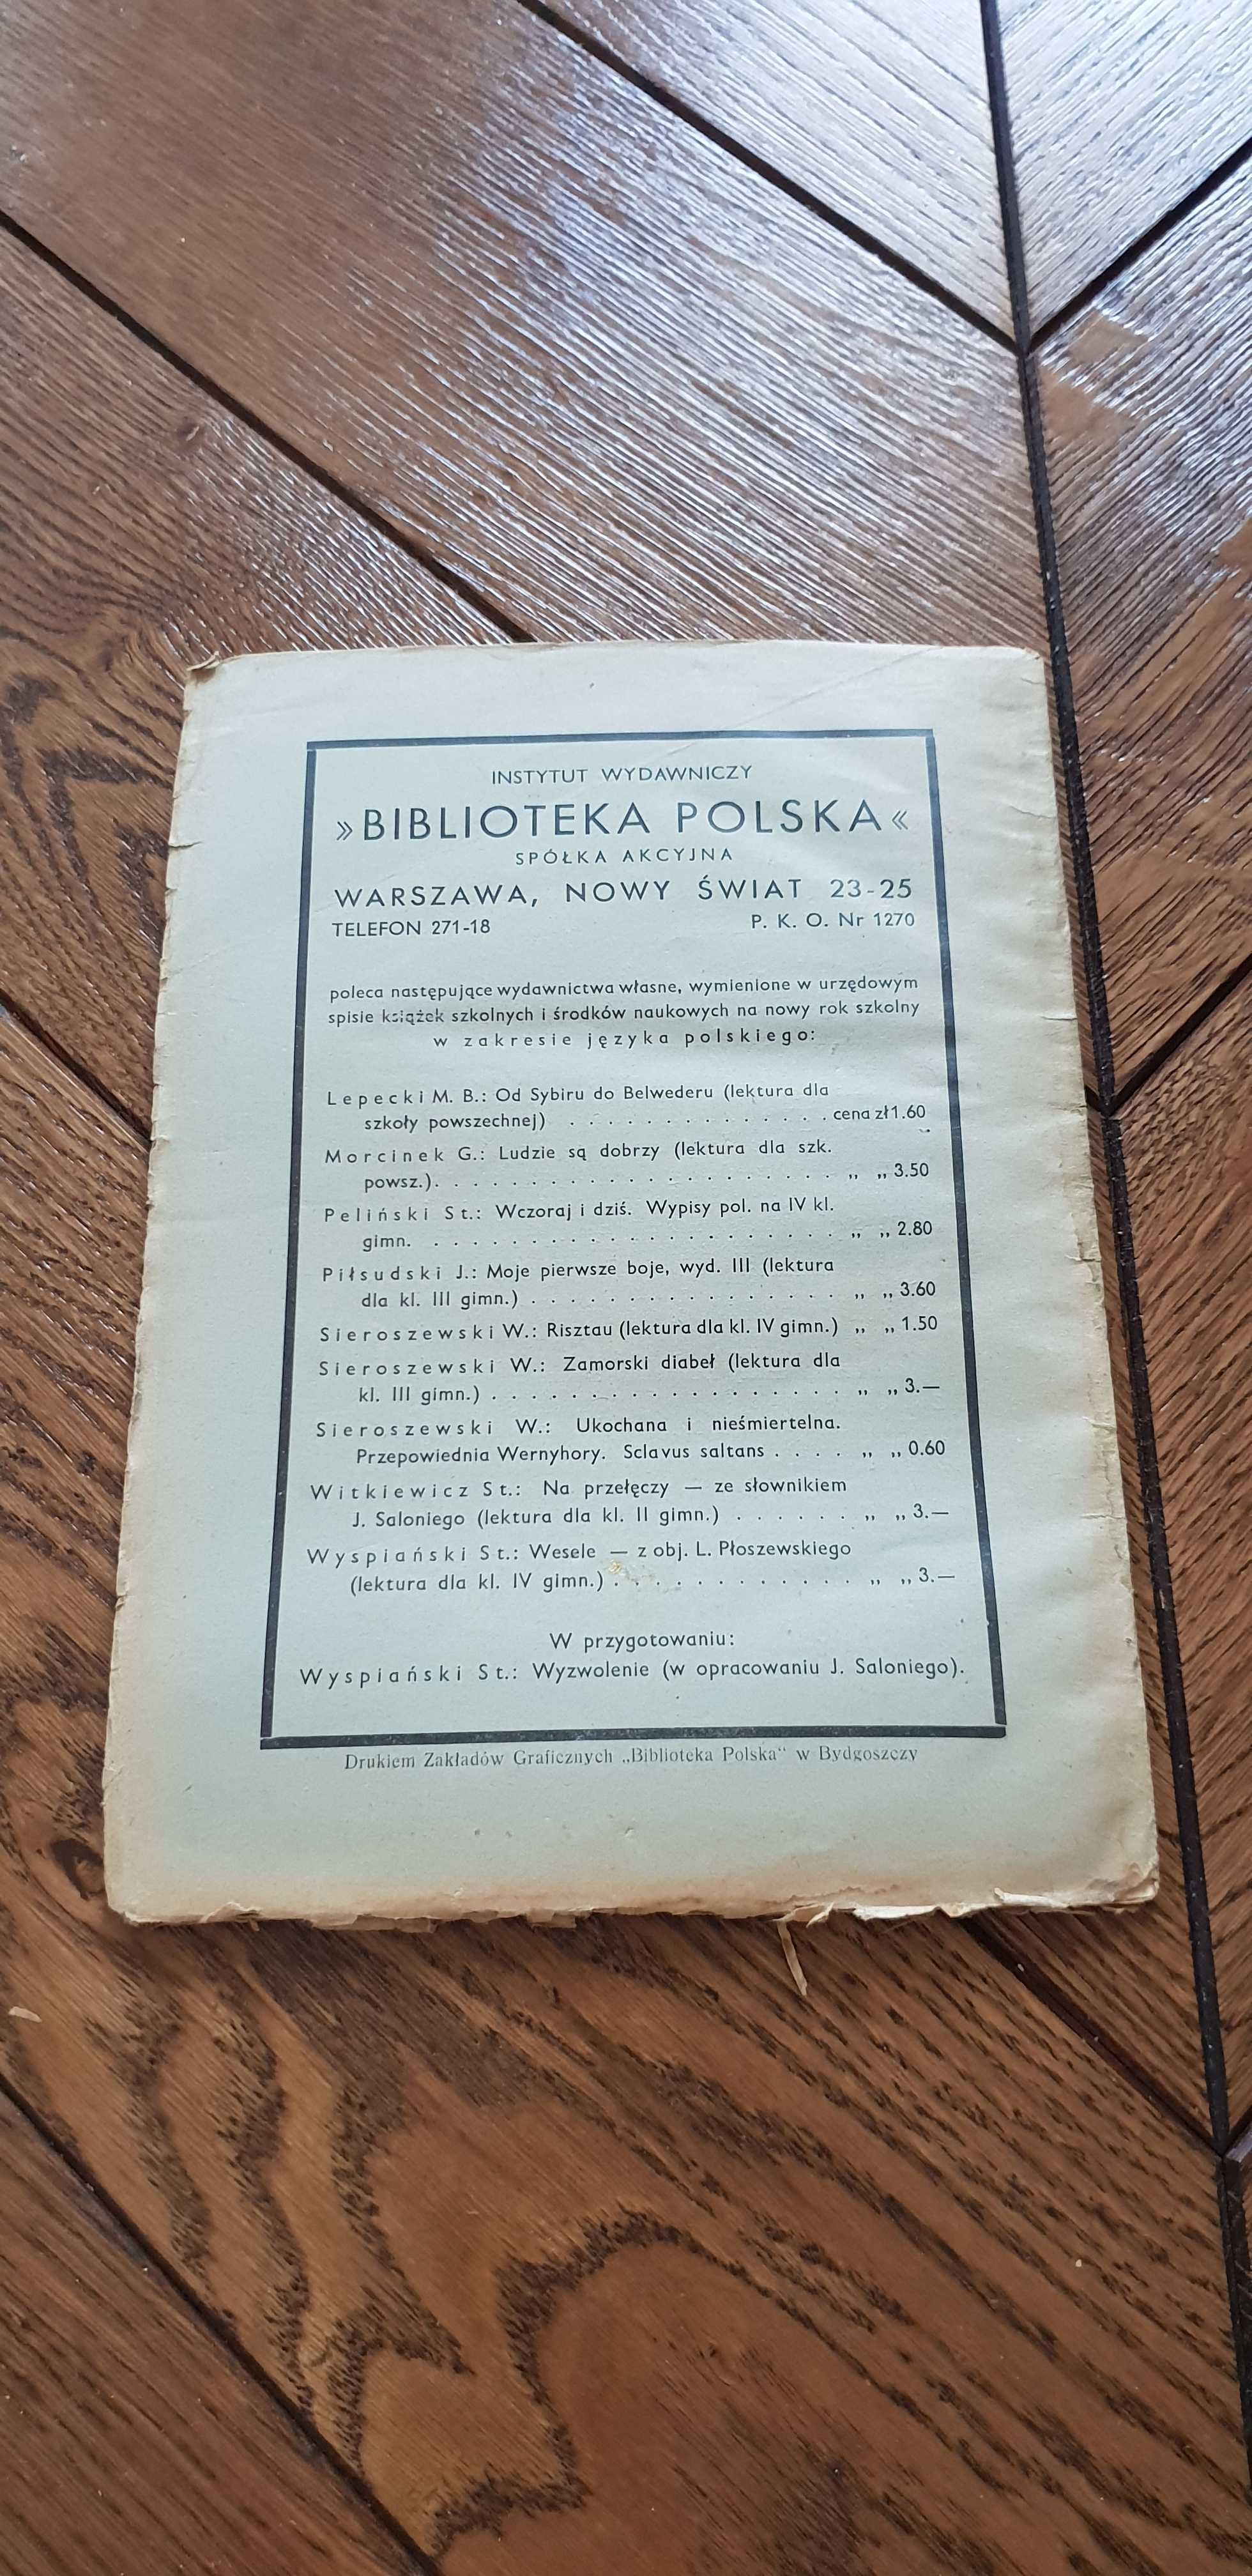 INSTYTUT WYDAWNICZY
»BIBLIOTEKA POLSKA«
SPÓŁKA AKCYJNA
WARSZAWA, NOWY ŚWIAT 23-25
TELEFON 271-18 P. K. O. Nr 1270
poleca następujące wydawnictwa własne, wymienione w urzędowym
spisie książek szkolnych i środków naukowych na nowy rok szkolny
w zakresie języka polskiego:
Lepecki M. B.: Od Sybiru do Belwederu (lektura dla
szkoły powszechnej) . . . . . . . . . . . . . . cena zł 1.60
Morcinek G.: Ludzie są dobrzy (lektura dla szk.
powsz.). . . . . . . . . . . . . . . . . . . . . „ „ 3.50
Peliński St.: Wczoraj i dziś. Wypisy pol. na IV kl.
gimn. . . . . . . . . . . . . . . . . . . . . . „ „ 2.80
Piłsudski J.: Moje pierwsze boje, wyd. III (lektura
dla kl. III gimn.) . . . . . . . . . . . . . . . . „ „ 3.60
Sieroszewski W.: Risztau (lektura dla kl. IV gimn.) „ „ 1.50
Sieroszewski W.: Zamorski diabeł (lektura dla
kl. III gimn.) . . . . . . . . . . . . . . . . . . „ „ 3.—
Sieroszewski W.: Ukochana i nieśmiertelna.
Przepowiednia Wernyhory. Sclavus saltans . . . . „ „ 0.60
Witkiewicz St.: Na przełęczy — ze słownikiem
J. Saloniego (lektura dla kl. II gimn.) . . . . . . „ „ 3.—
Wyspiański St.: Wesele — z obj. L. Płoszewskiego
(lektura dla kl. IV gimn.) . . . . . . . . . . . . „ „ 3.—
W przygotowaniu:
Wyspiański St.: Wyzwolenie (w opracowaniu J. Saloniego).
Drukiem Zakładów Graficznych „Biblioteka Polska“ w Bydgoszczy